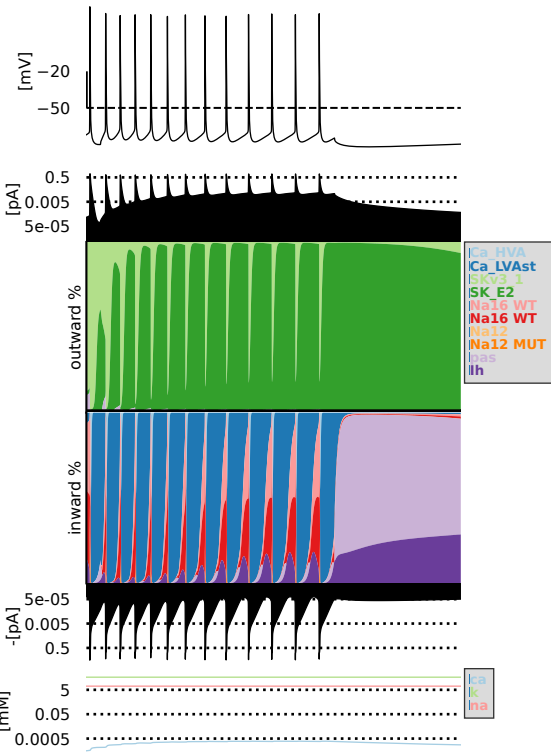 [mV]
−20
−50
[pA]
0.5
0.005
5e-05
outward %
Ca_HVA
Ca_LVAst
SKv3_1
SK_E2
Na16 WT
Na16 WT
Na12
Na12 MUT
pas
Ih
inward %
-[pA]
5e-05
0.005
0.5
[mM]
5
0.05
0.0005
ca
k
na